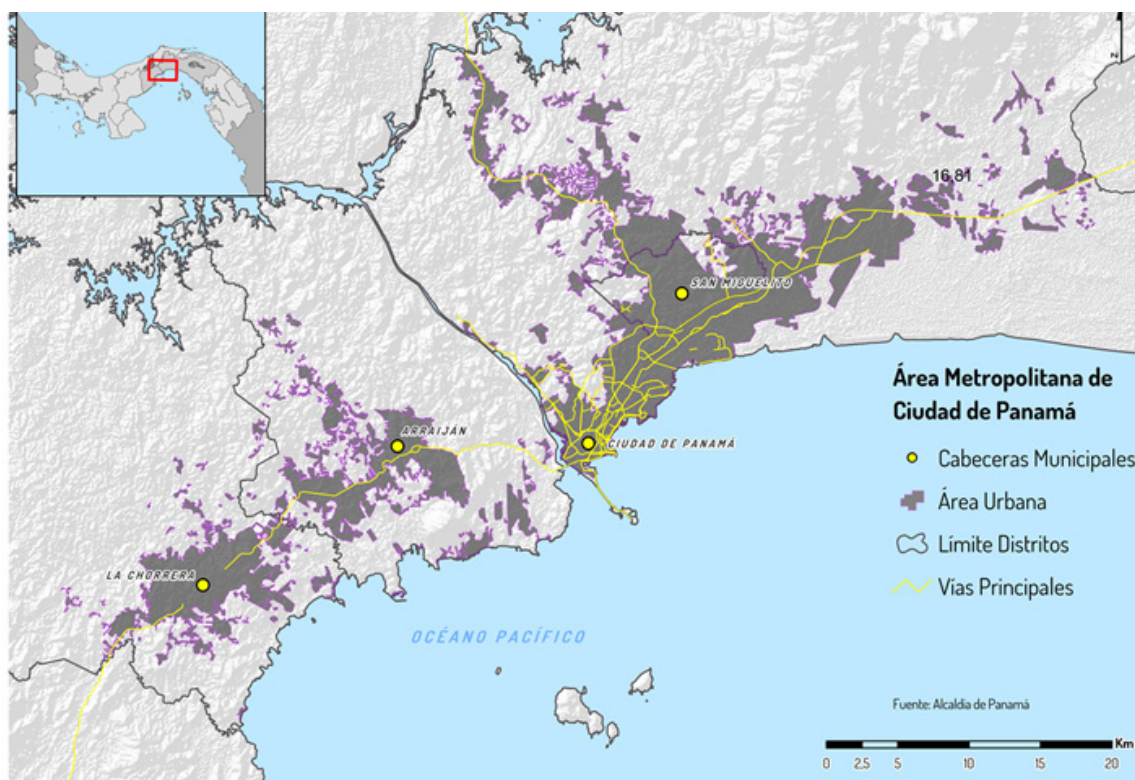 N
16.81
SAN MIGUELITO
ARRAIJÁN
CIUDAD DE PANAMÁ
LA CHORRERA
OCÉANO PACÍFICO
Área Metropolitana de
Ciudad de Panamá
Cabeceras Municipales
Área Urbana
Límite Distritos
Vías Principales
Fuente: Alcaldia de Panamá
Km
0 2,5 5 10 15 20